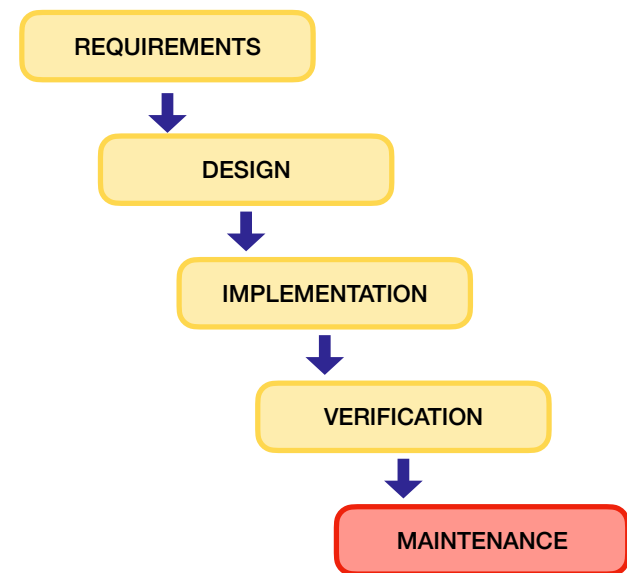 REQUIREMENTS
DESIGN
IMPLEMENTATION
VERIFICATION
MAINTENANCE